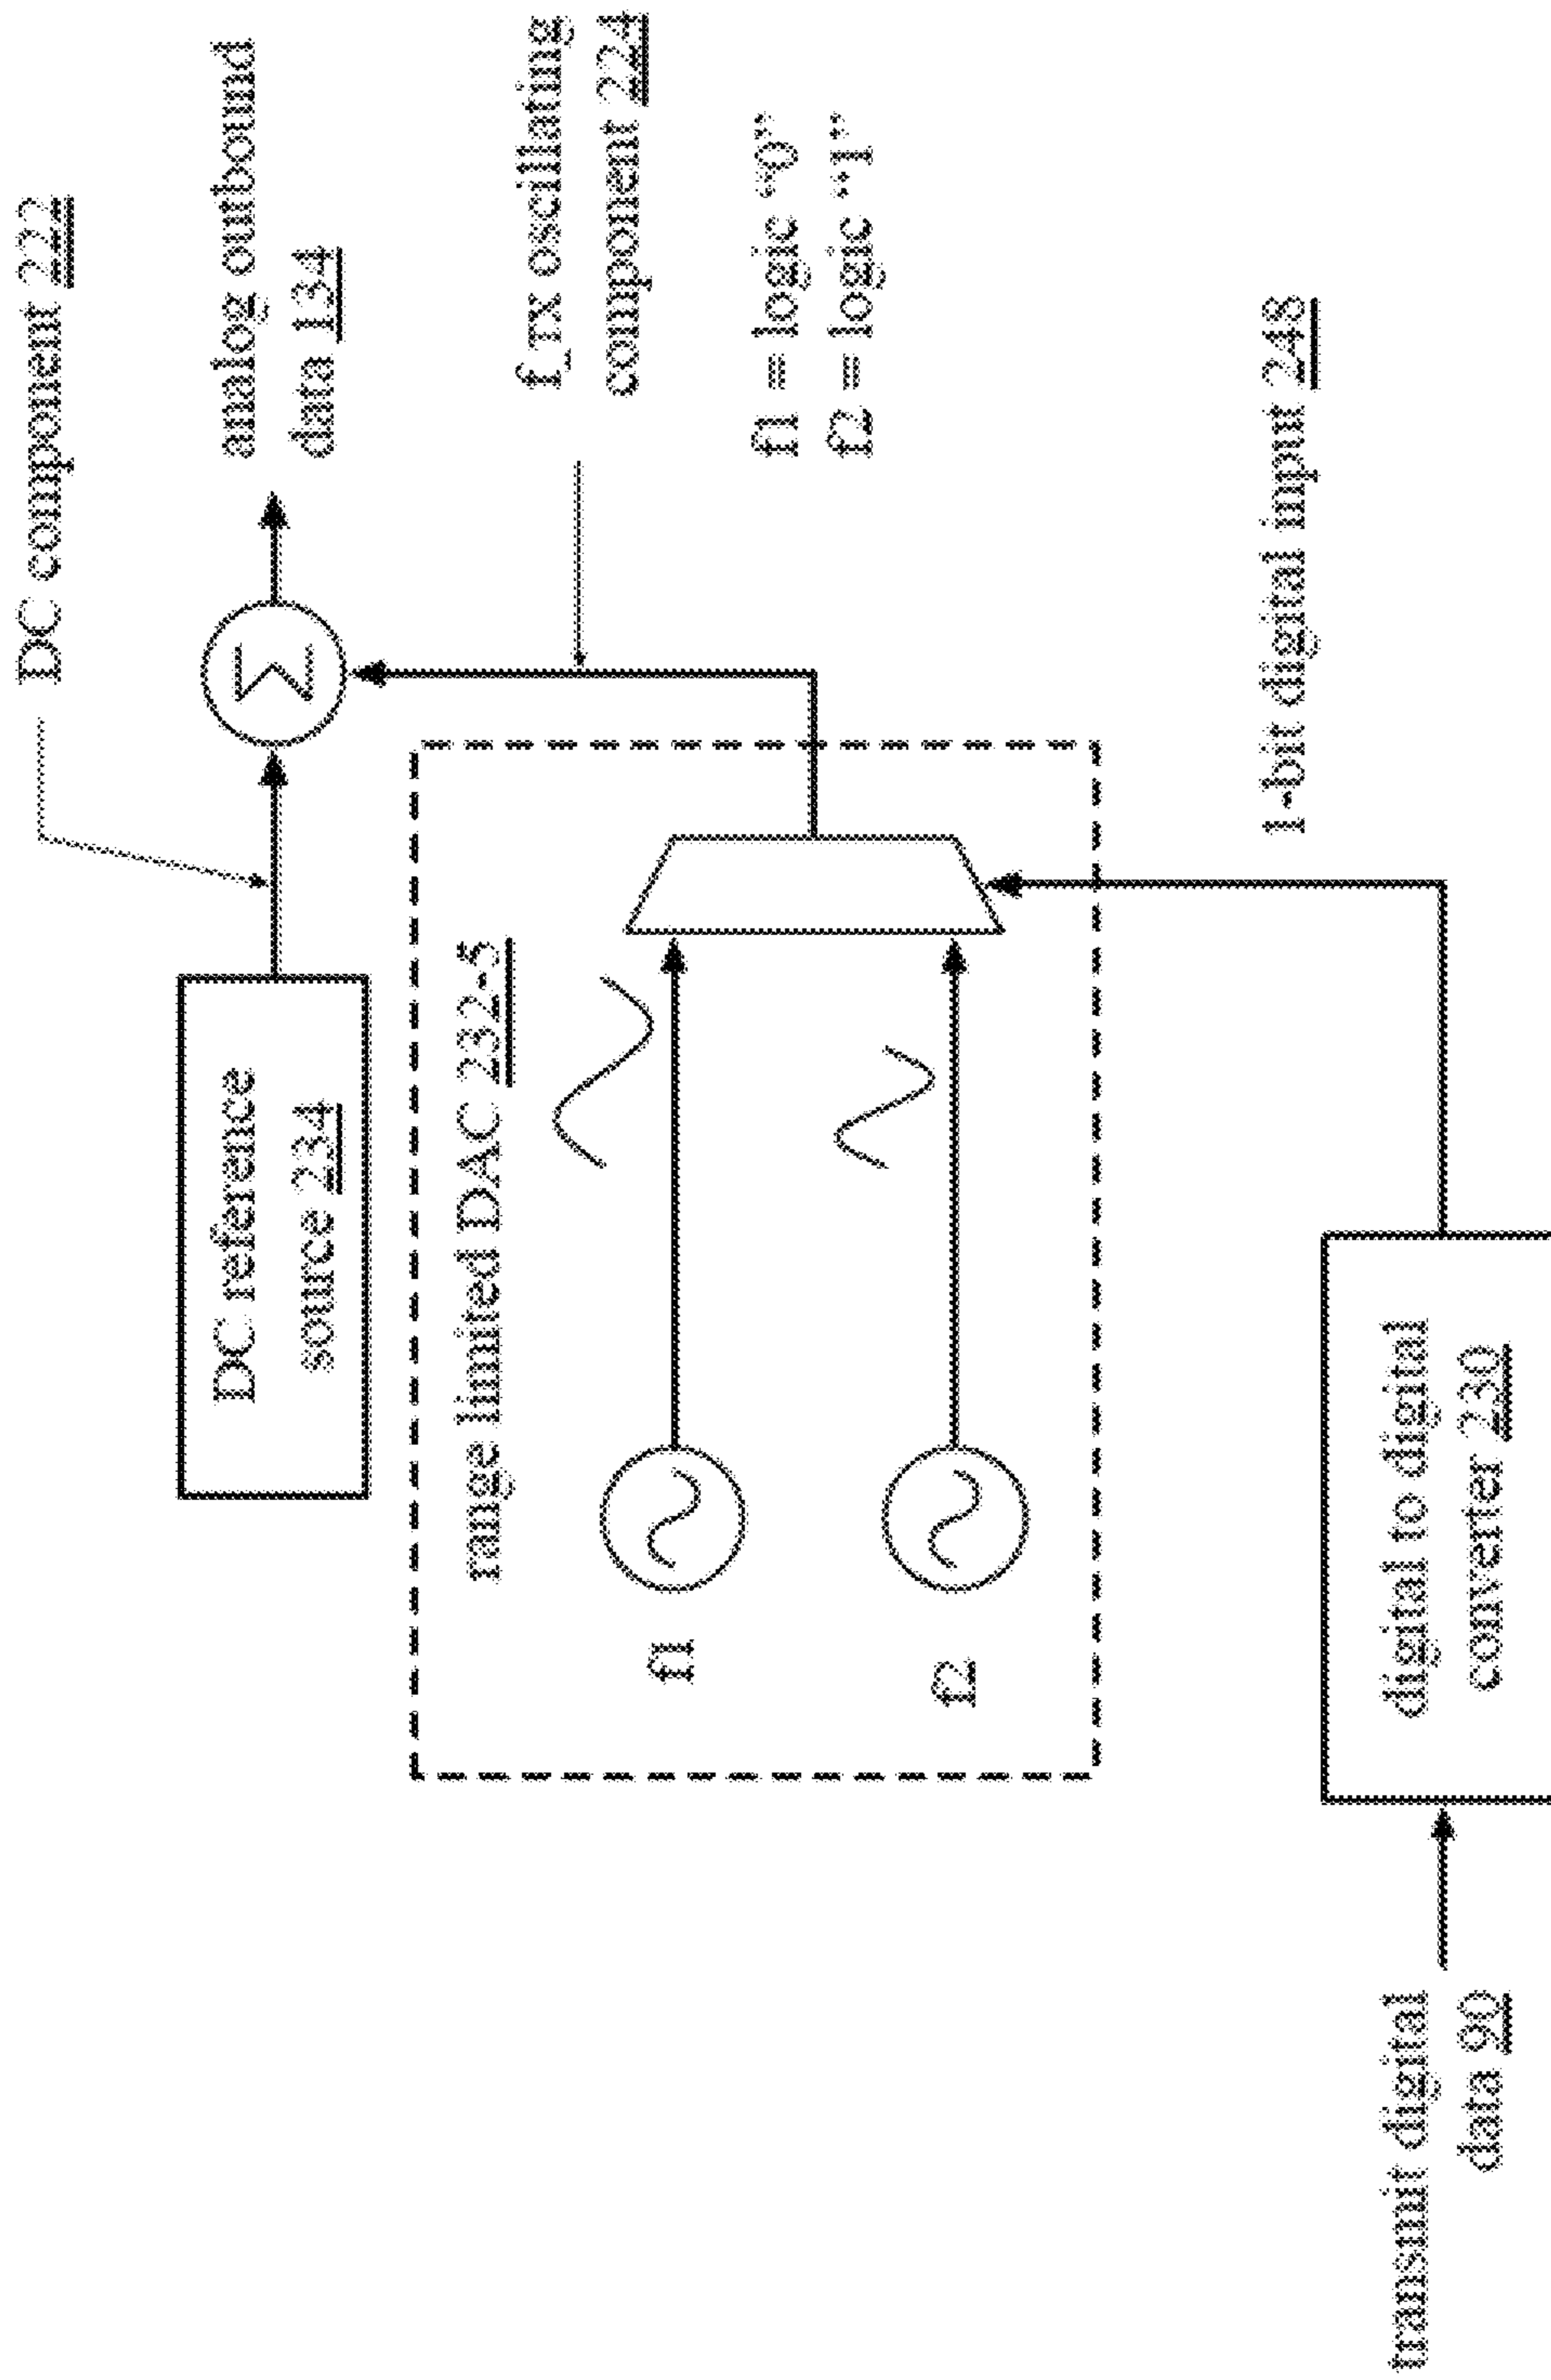 DC component 222
analog outbound
data 134
DC reference
source 234
f_TX oscillating
component 224
range limited DAC 232-5
f1
f2
f1 = logic “0”
f2 = logic “1”
1-bit digital input 248
transmit digital
data 90
digital to digital
converter 230
Σ